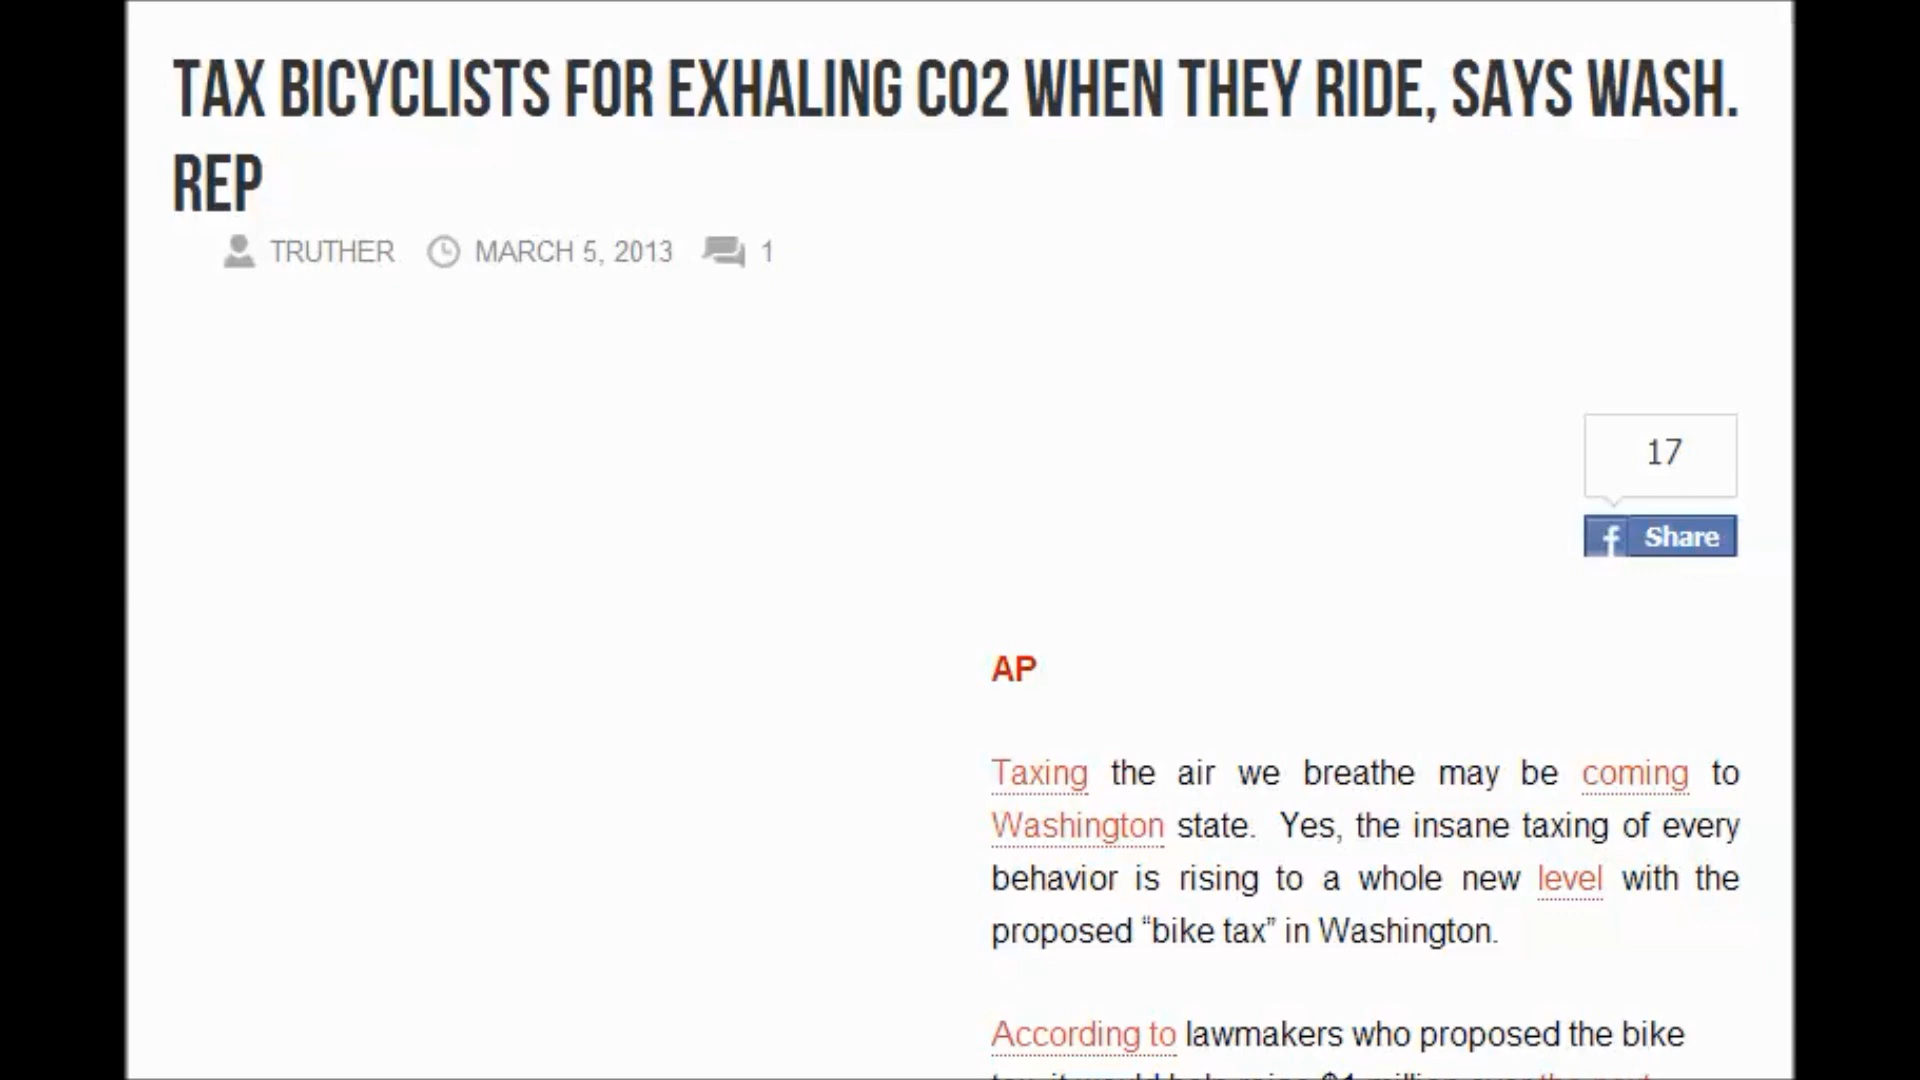 TAX BICYCLISTS FOR EXHALING CO2 WHEN THEY RIDE, SAYS WASH.
REP
TRUTHER MARCH 5, 2013 1
17
f Share
AP
Taxing the air we breathe may be coming to
Washington state. Yes, the insane taxing of every
behavior is rising to a whole new level with the
proposed “bike tax” in Washington.
According to lawmakers who proposed the bike